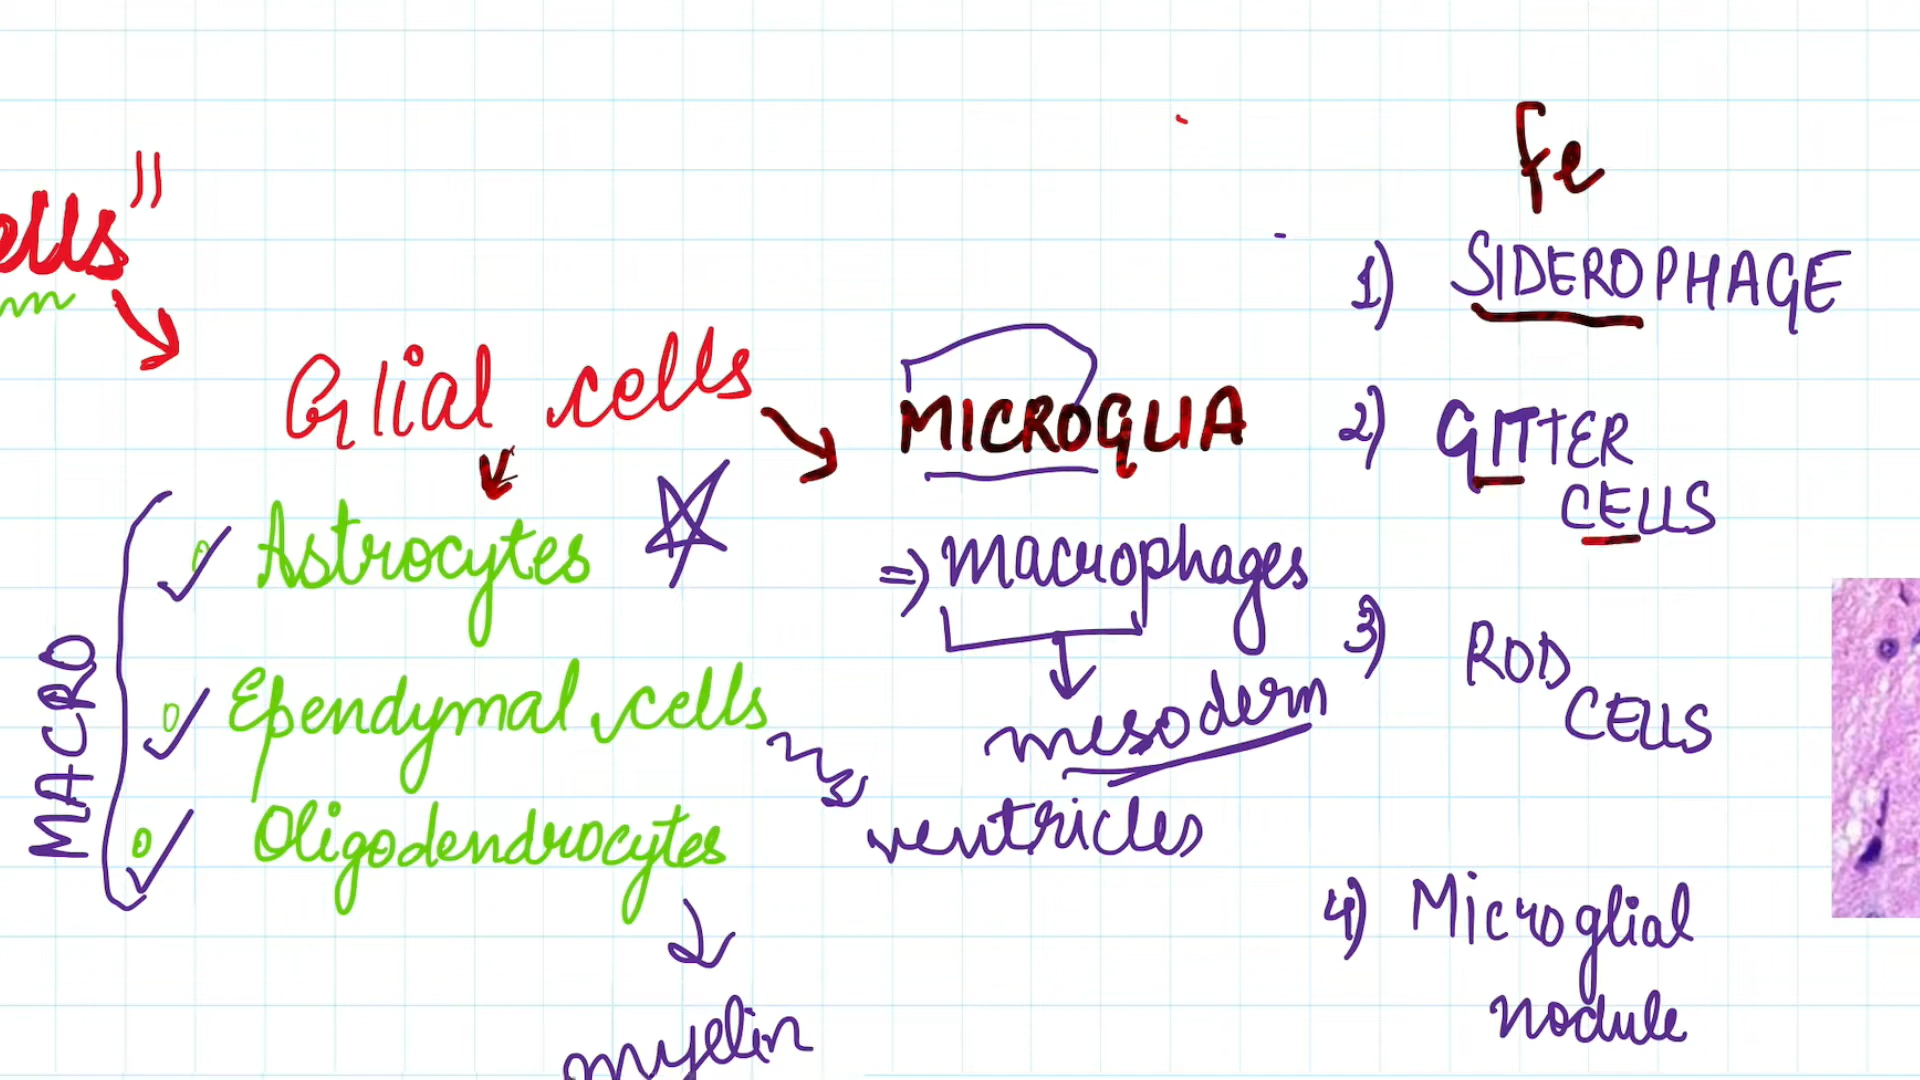 ells"
Glial cells
Astrocytes
Ependymal cells
Oligodendrocytes
myelin
MACRO
MICROGLIA
=) Macrophages
mesoderm
ventricles
Fe
1) SIDEROPHAGE
2) GITTER
CELLS
3) ROD
CELLS
4) Microglial
nodule